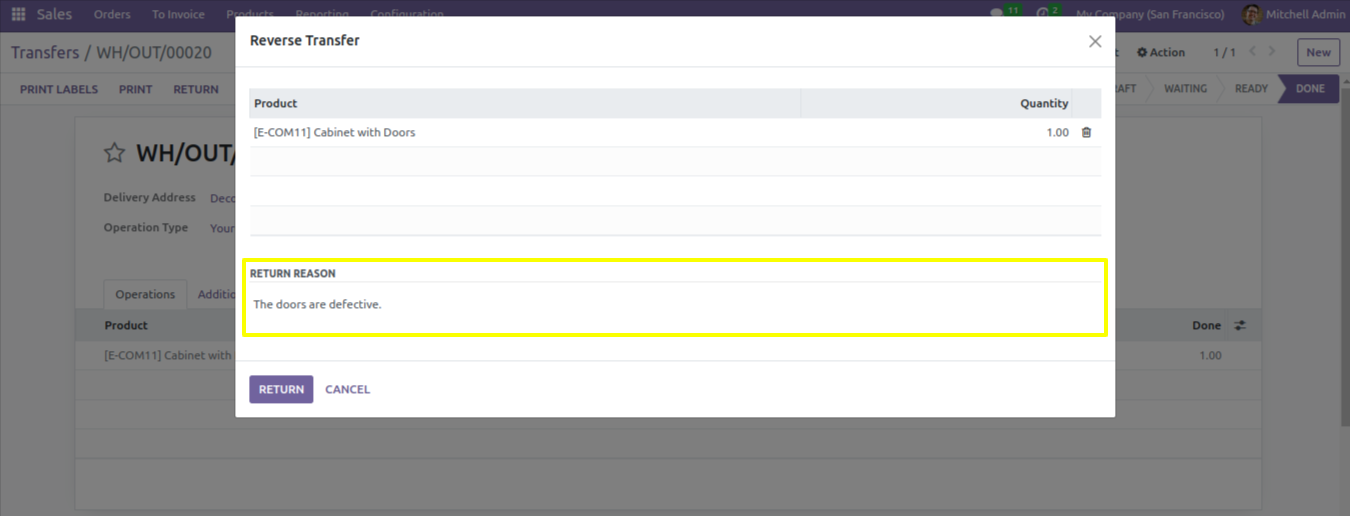 Sales Orders To Invoice Products Reporting Configuration 11 2 My Company (San Francisco) Mitchell Admin
Transfers / WH/OUT/00020
Action 1 / 1 New
PRINT LABELS PRINT RETURN
WAITING READY DONE
WH/OUT/
Delivery Address
Operation Type Your
Operations
Product Done
[E-COM11] Cabinet with 1.00
Reverse Transfer
Product Quantity
[E-COM11] Cabinet with Doors 1.00
RETURN REASON
The doors are defective.
RETURN CANCEL